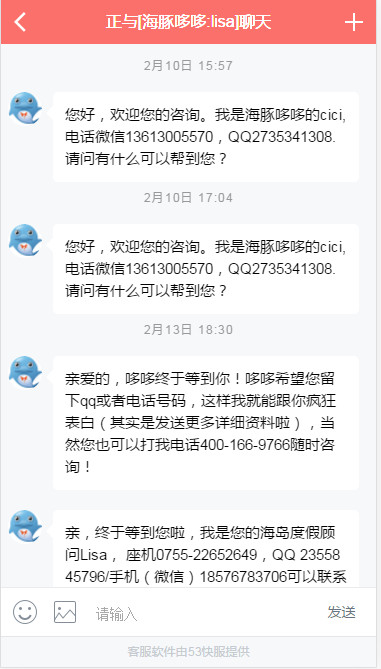 正与[海豚哆哆:lisa]聊天
2月10日 15:57
您好，欢迎您的咨询。我是海豚哆哆的cici,
电话微信13613005570，QQ2735341308.
请问有什么可以帮到您？
2月10日 17:04
您好，欢迎您的咨询。我是海豚哆哆的cici,
电话微信13613005570，QQ2735341308.
请问有什么可以帮到您？
2月13日 18:30
亲爱的，哆哆终于等到你！哆哆希望您留
下qq或者电话号码，这样我就能跟你疯狂
表白（其实是发送更多详细资料啦），当
然您也可以打我电话400-166-9766随时咨
询！
亲，终于等到您啦，我是您的海岛度假顾
问Lisa， 座机0755-22652649，QQ 23558
45796/手机（微信）18576783706可以联系
请输入
发送
客服软件由53快服提供